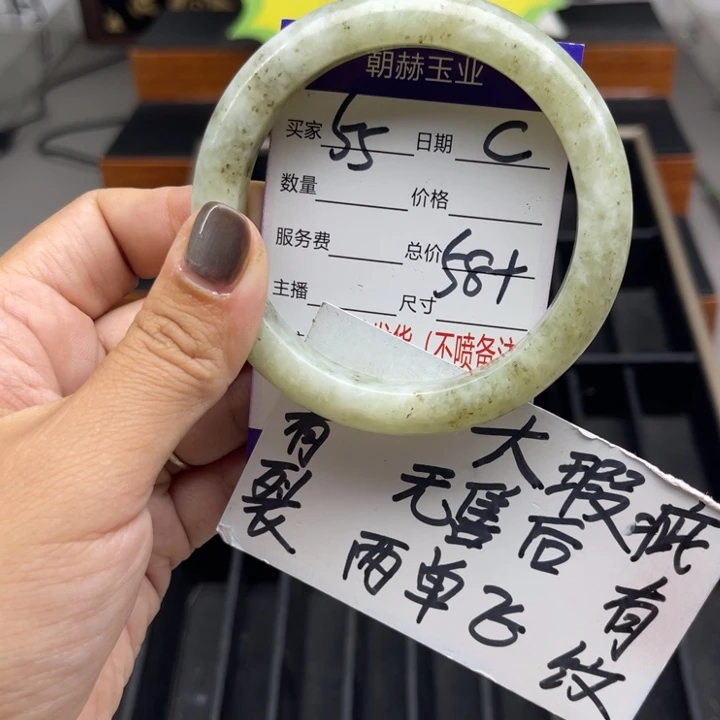 朝赫玉业
买家 55 日期 C
数量 价格
服务费 总价 58+
主播 尺寸
发货（不喷备注
有裂
大瑕疵
无售后
有纹
两单飞